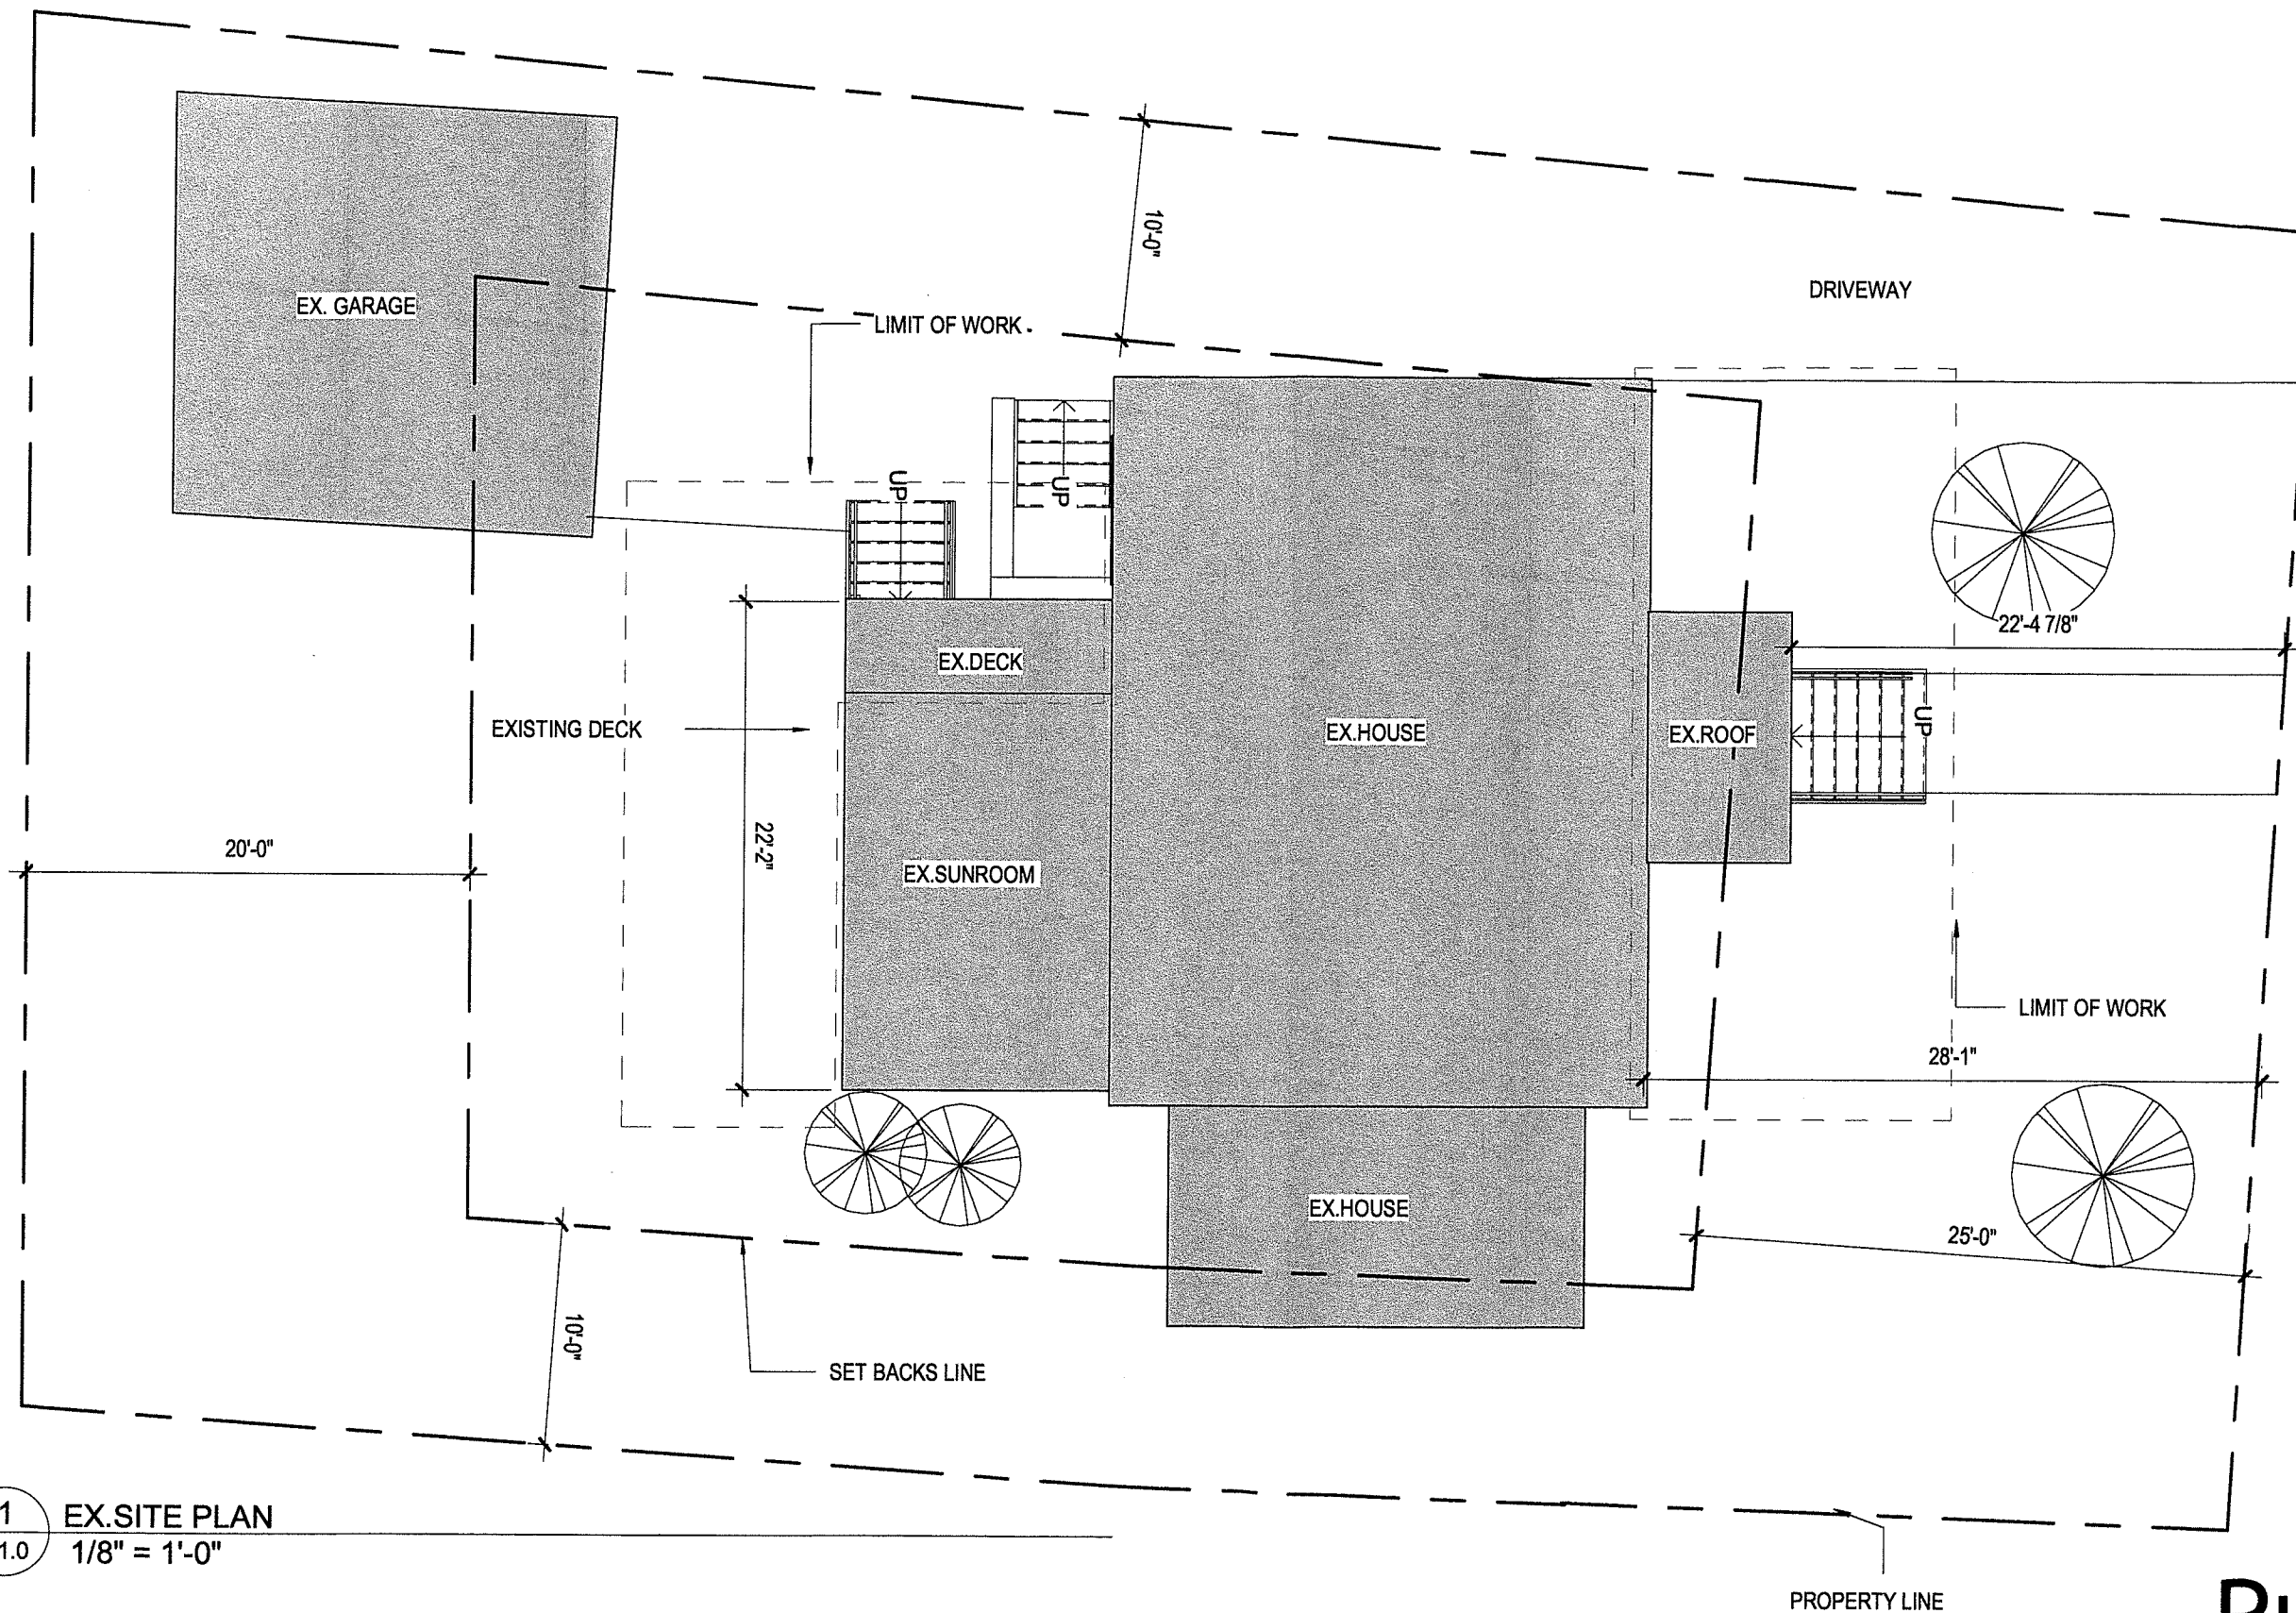 10'-0"
DRIVEWAY
EX. GARAGE
LIMIT OF WORK
UP
UP
22'-4 7/8"
EX.DECK
EXISTING DECK
EX.HOUSE
EX.ROOF
UP
22'-2"
20'-0"
EX.SUNROOM
LIMIT OF WORK
28'-1"
EX.HOUSE
25'-0"
10'-0"
SET BACKS LINE
1
EX.SITE PLAN
1.0
1/8" = 1'-0"
PROPERTY LINE